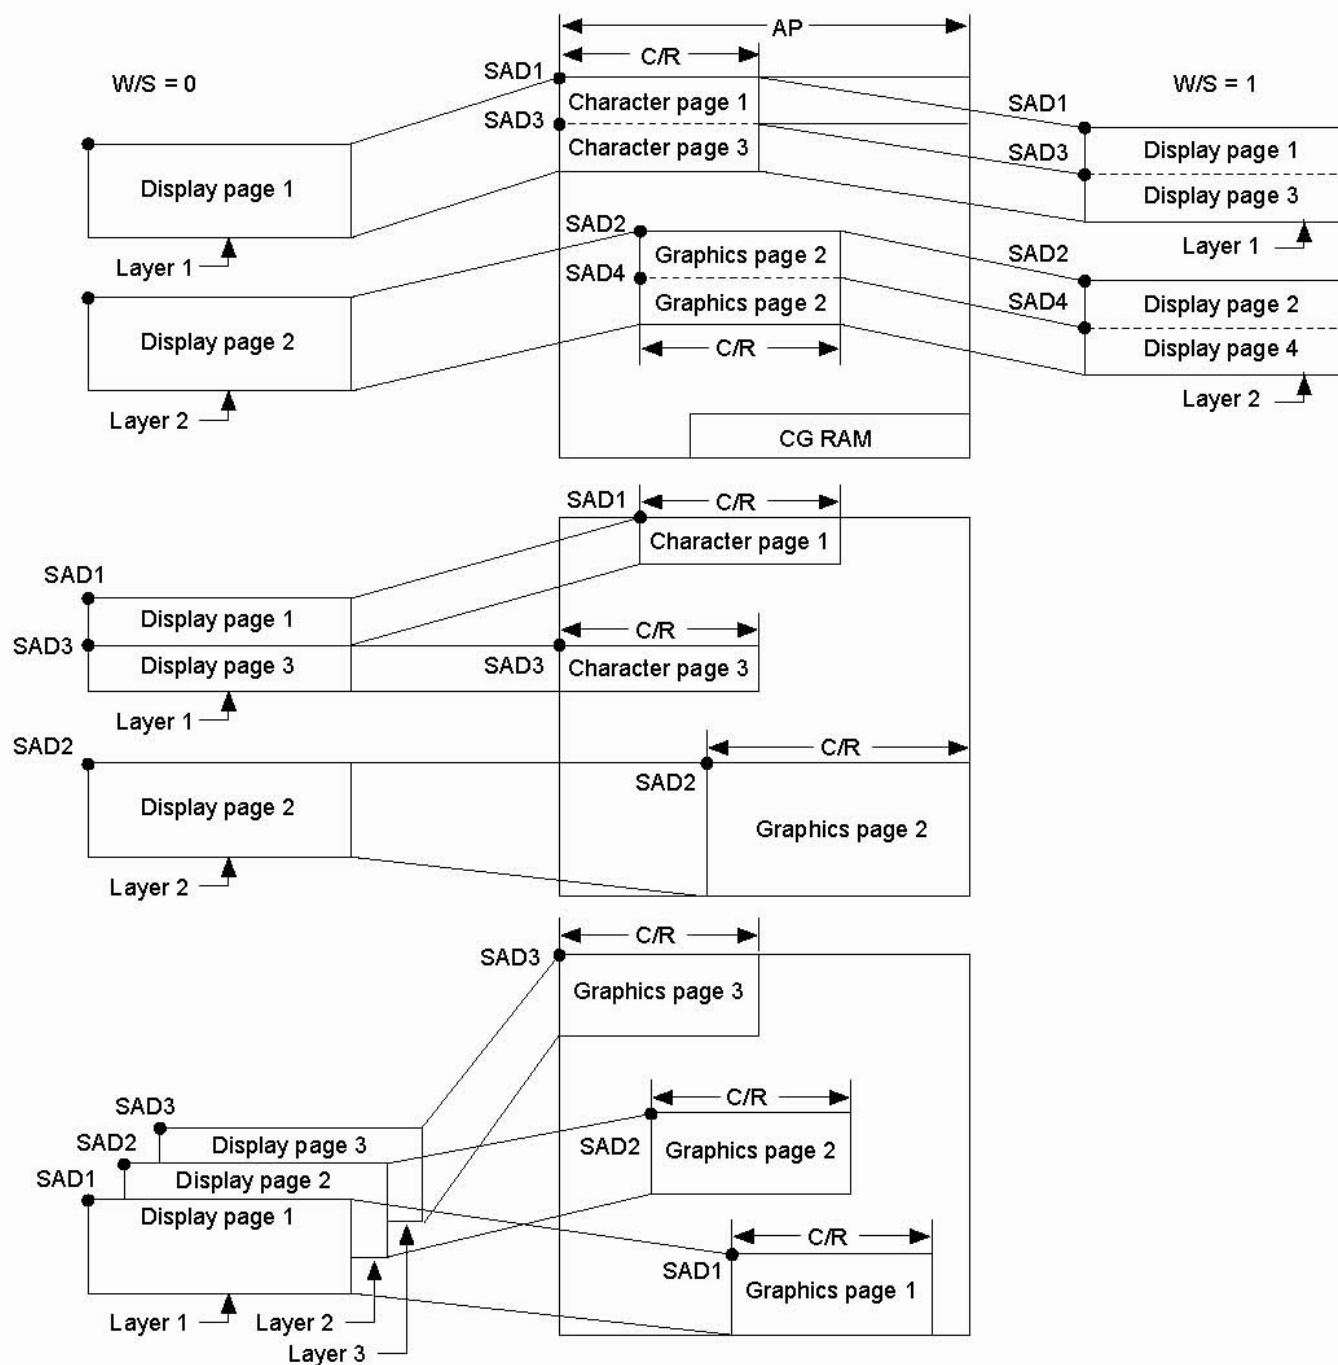 AP
C/R
W/S = 0
SAD1
W/S = 1
Character page 1
SAD1
SAD3
Character page 3
Display page 1
SAD3
Display page 1
Display page 3
SAD2
Layer 1
Layer 1
Graphics page 2
SAD2
SAD4
Graphics page 2
Display page 2
SAD4
Display page 2
Display page 4
C/R
Layer 2
Layer 2
CG RAM
SAD1
C/R
Character page 1
SAD1
Display page 1
C/R
SAD3
Display page 3
SAD3
Character page 3
Layer 1
SAD2
C/R
SAD2
Display page 2
Graphics page 2
Layer 2
C/R
SAD3
Graphics page 3
C/R
SAD3
SAD2
Display page 3
SAD2
Graphics page 2
Display page 2
SAD1
Display page 1
C/R
SAD1
Graphics page 1
Layer 1
Layer 2
Layer 3